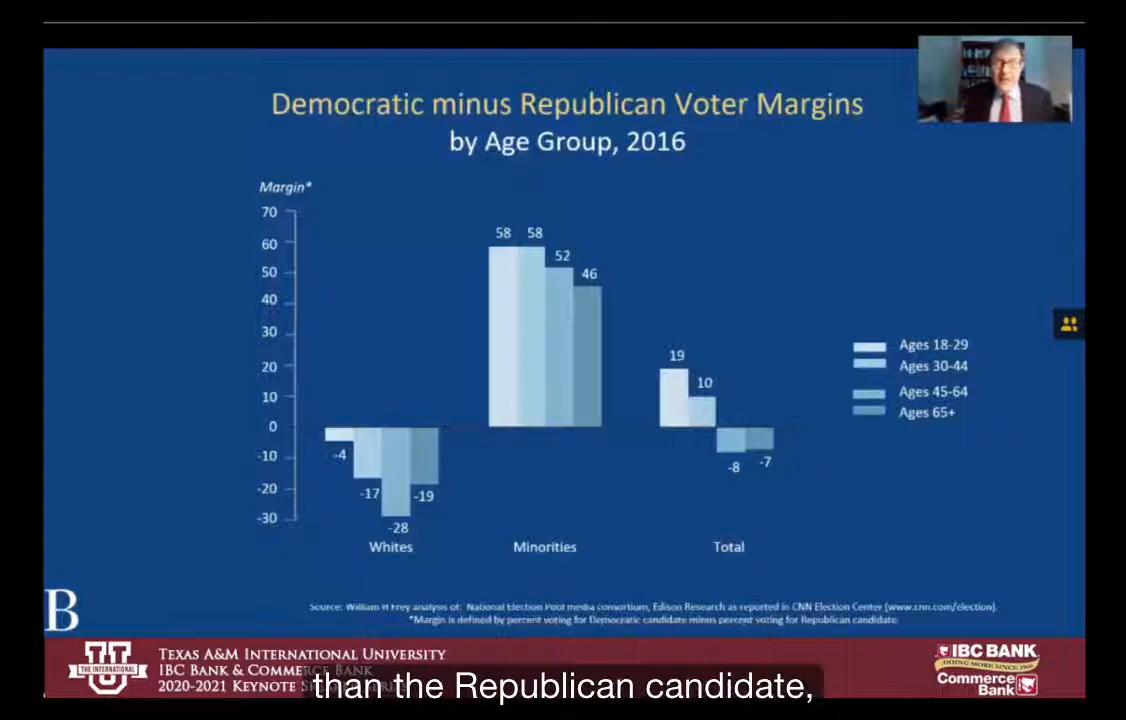 Democratic minus Republican Voter Margins
by Age Group, 2016
Margin*
70
60
50
40
30
20
10
0
-10
-20
-30
-4
-17
-28
-19
Whites
58
58
52
46
Minorities
19
10
-8
-7
Total
Ages 18-29
Ages 30-44
Ages 45-64
Ages 65+
Source: William H Frey analysis of: National Election Pool media consortium, Edison Research as reported in CNN Election Center (www.cnn.com/election).
*Margin is defined by percent voting for Democratic candidate minus percent voting for Republican candidate
B
THE INTERNATIONAL
TEXAS A&M INTERNATIONAL UNIVERSITY
IBC BANK & COMMERCE BANK
2020-2021 KEYNOTE
IBC BANK
DOING MORE SINCE 1966
Commerce
Bank
than the Republican candidate,